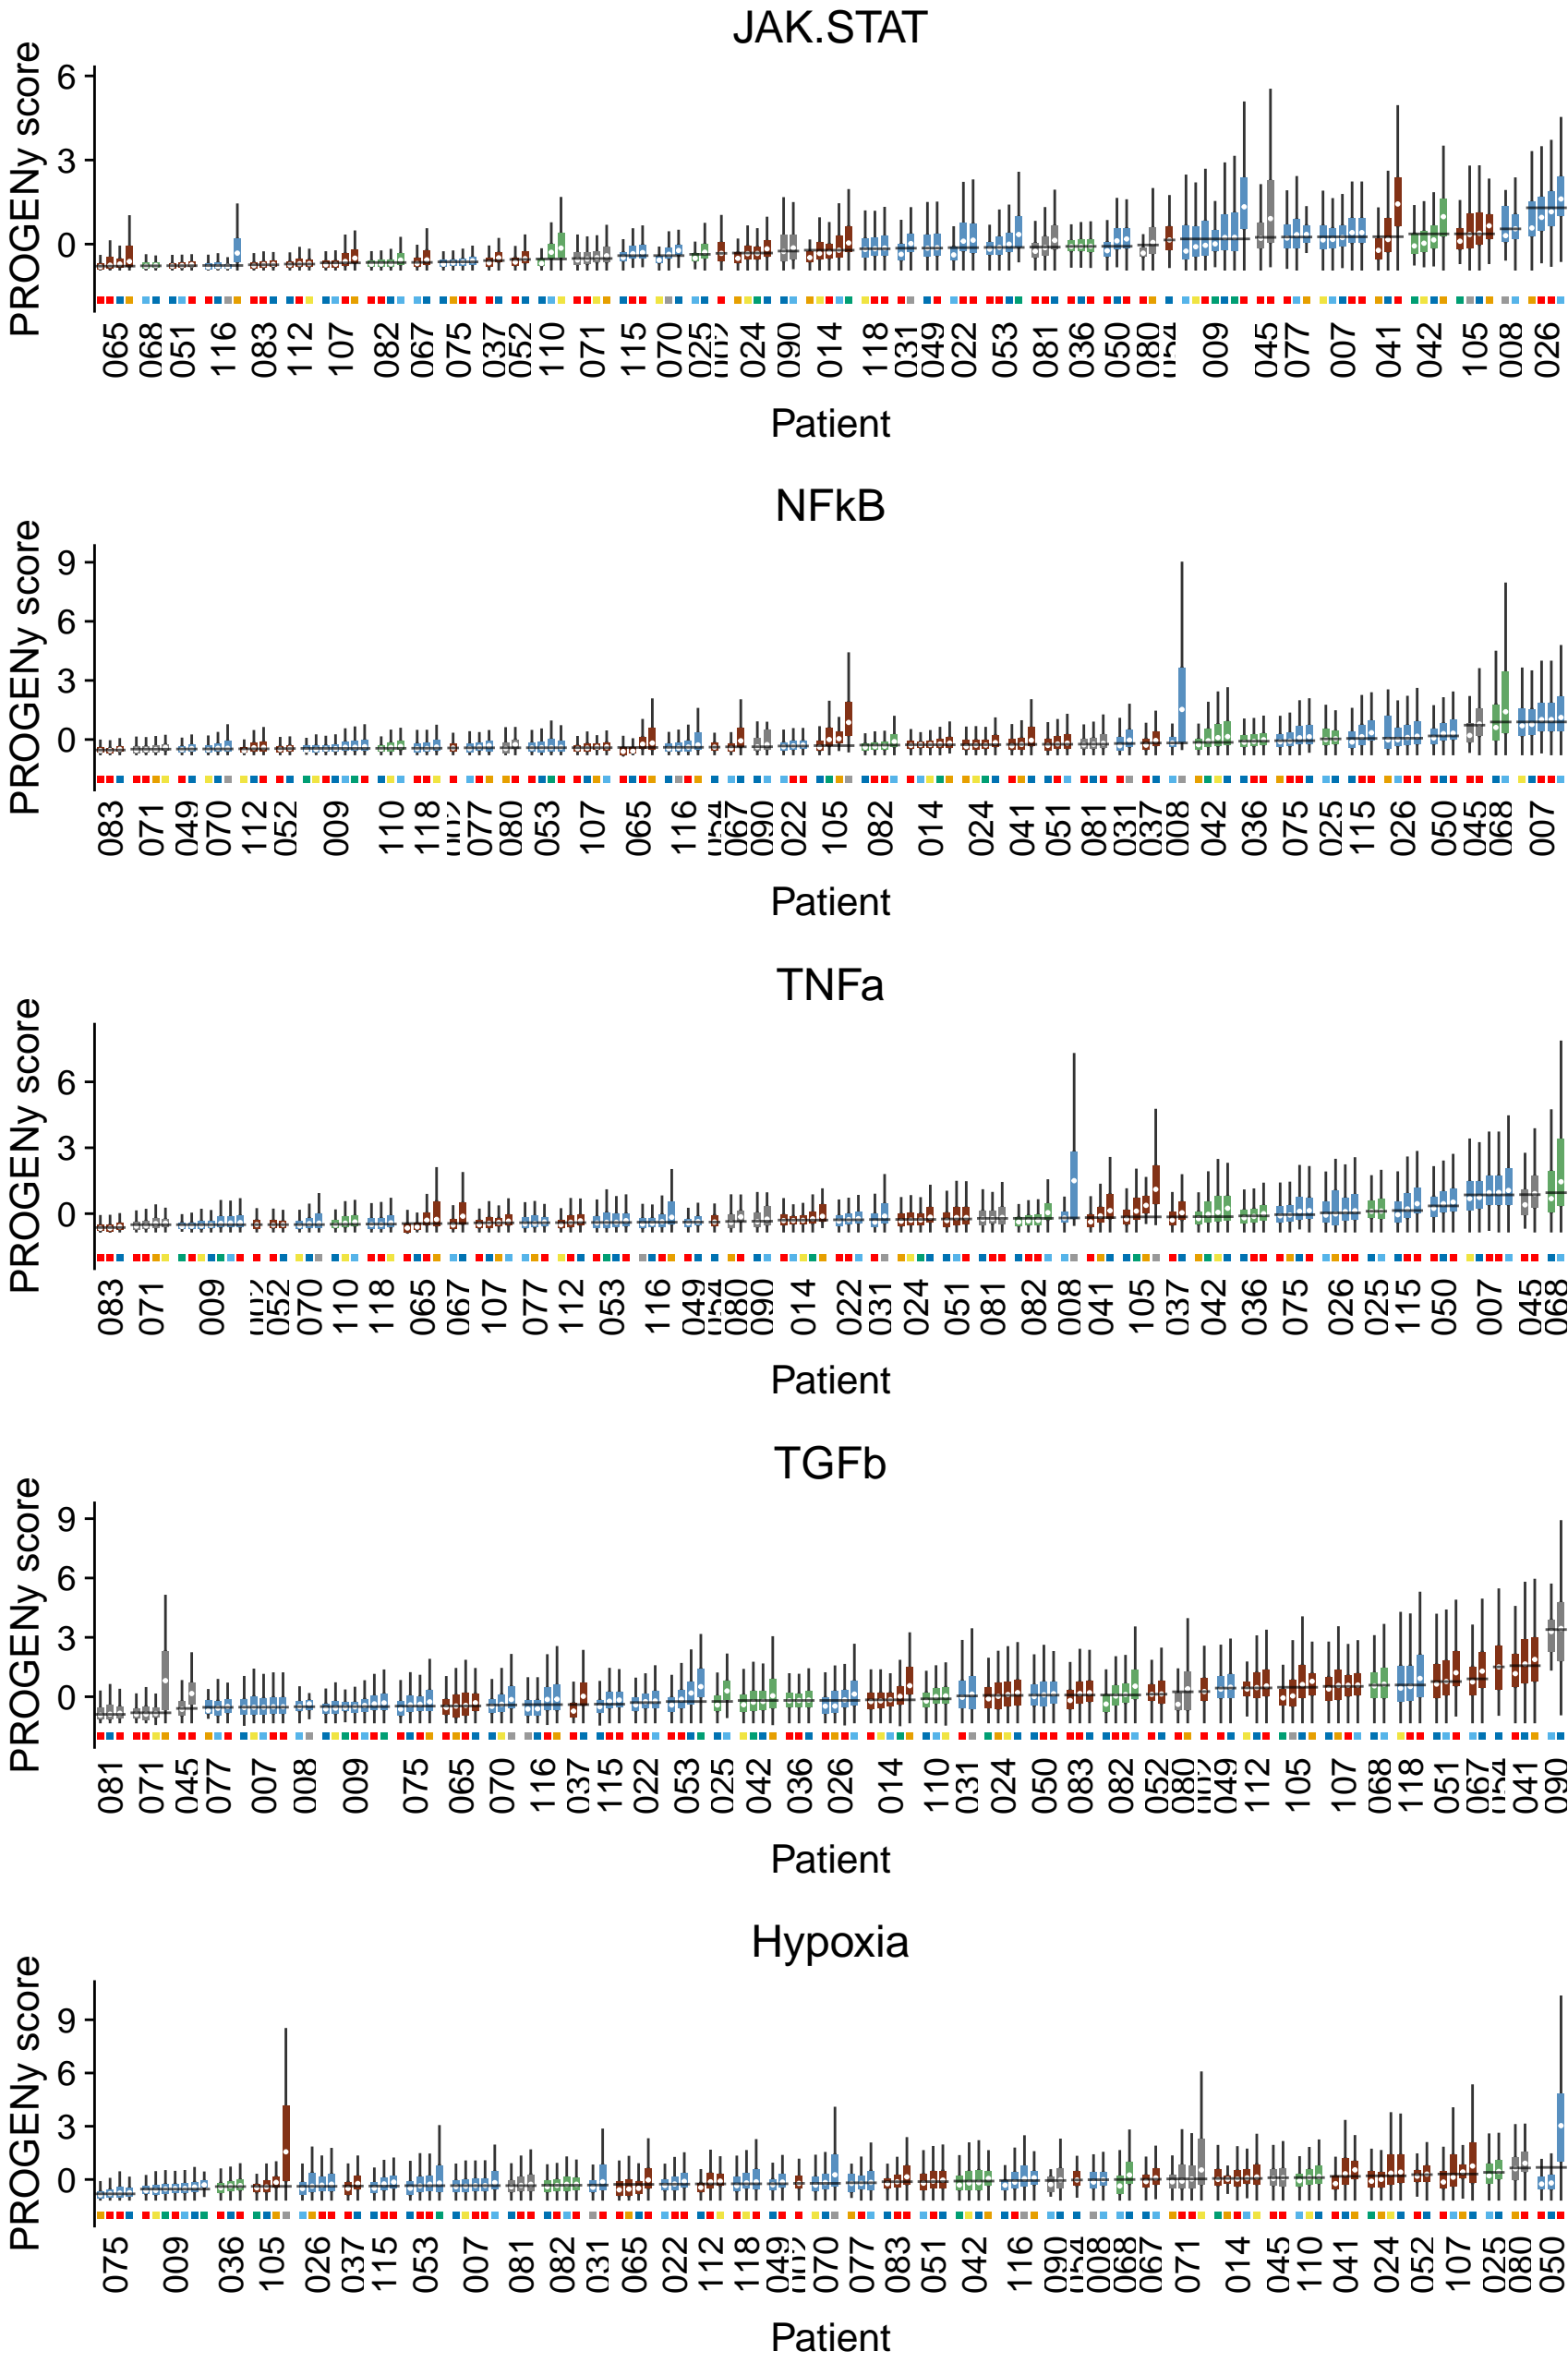 JAK.STAT
PROGENy score
6
3
0
065 068 051 116 083 112 107 082 067 075 037 052 110 071 115 070 025 024 090 014 118 031 049 022 053 081 036 050 080 054 009 045 077 007 041 042 105 008 026
Patient
NFkB
PROGENy score
9
6
3
0
083 071 049 070 112 052 009 110 118 077 080 053 107 065 116 054 067 090 022 105 082 014 024 041 051 081 031 037 008 042 036 075 025 115 026 050 045 068 007
Patient
TNFa
PROGENy score
6
3
0
083 071 009 052 070 110 118 065 067 107 077 112 053 116 049 054 080 090 014 022 031 024 051 081 082 008 041 105 037 042 036 075 026 025 115 050 007 045 068
Patient
TGFb
PROGENy score
9
6
3
0
081 071 045 077 007 008 009 075 065 070 116 037 115 022 053 025 042 036 026 014 110 031 024 050 083 082 052 080 049 112 105 107 068 118 051 067 054 041 090
Patient
Hypoxia
PROGENy score
9
6
3
0
075 009 036 105 026 037 115 053 007 081 082 031 065 022 112 118 049 070 077 083 051 042 116 090 054 008 068 067 071 014 045 110 041 024 052 107 025 080 050
Patient